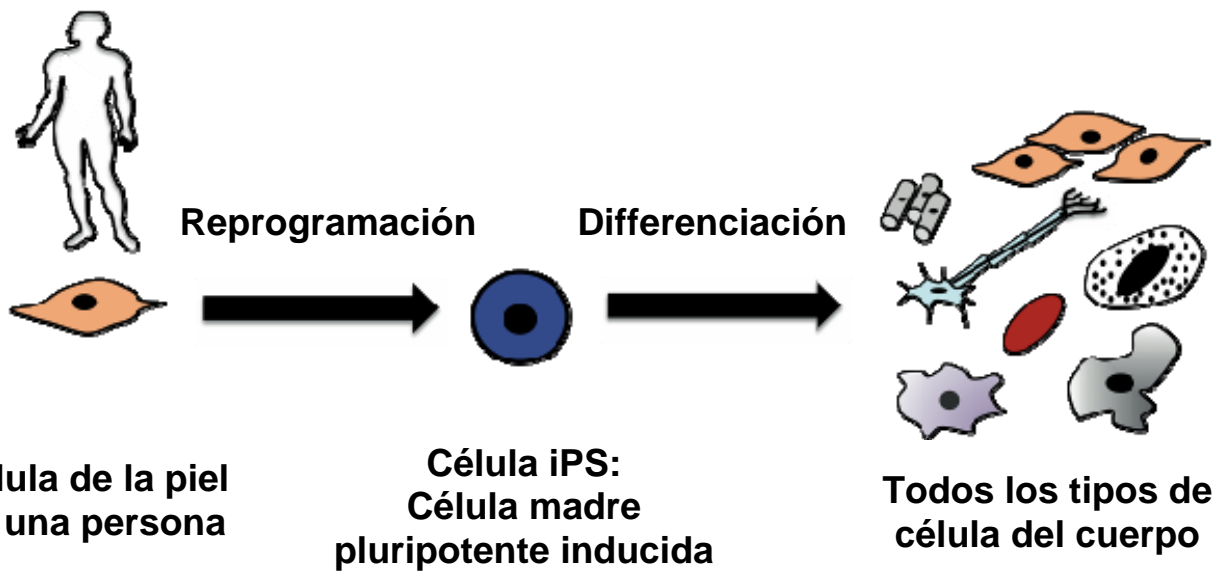 Reprogramación
Differenciación
lula de la piel
una persona
Célula iPS:
Célula madre
pluripotente inducida
Todos los tipos de
célula del cuerpo